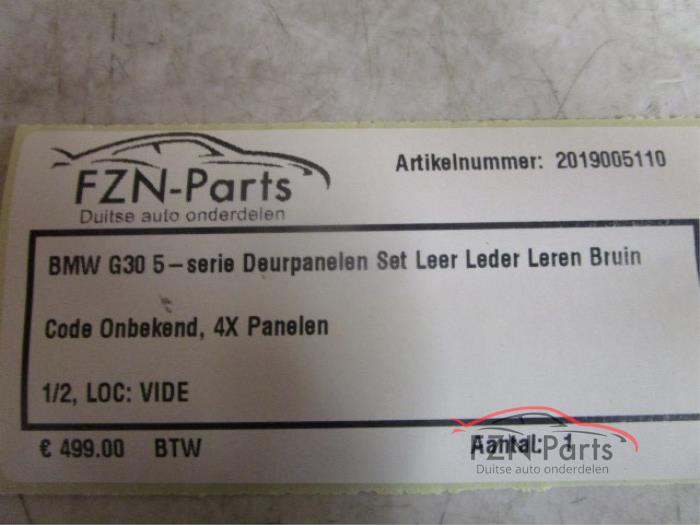 FZN-Parts
Duitse auto onderdelen
Artikelnummer: 2019005110
BMW G30 5-serie Deurpanelen Set Leer Leder Leren Bruin
Code Onbekend, 4X Panelen
1/2, LOC: VIDE
€ 499.00 BTW
Aantal: 1
FZN-Parts
Duitse auto onderdelen